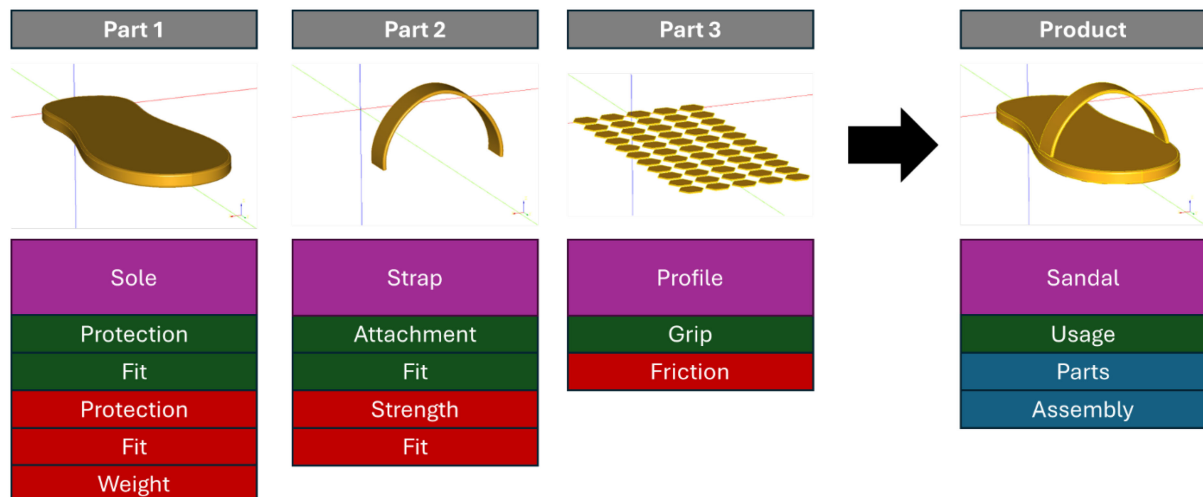 Part 1
Part 2
Part 3
Product
Sole
Strap
Profile
Sandal
Protection
Attachment
Grip
Usage
Fit
Fit
Friction
Parts
Protection
Strength
Assembly
Fit
Fit
Weight